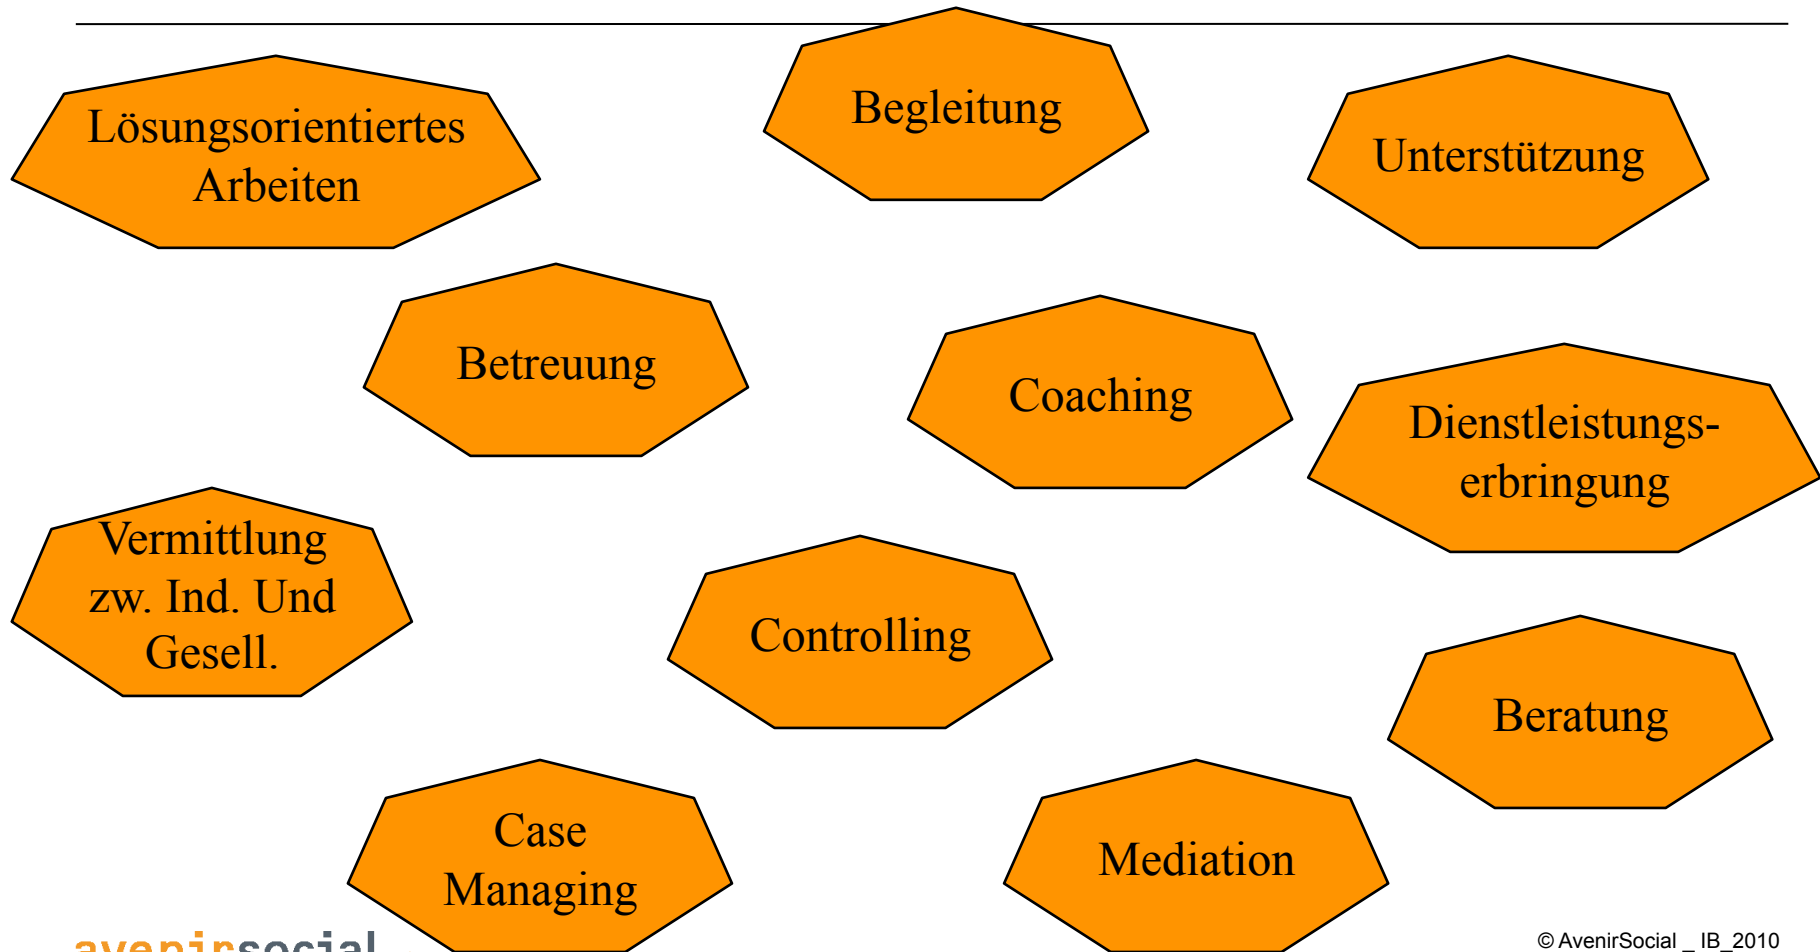 Begleitung
Lösungsorientiertes
Arbeiten
Unterstützung
Betreuung
Coaching
Dienstleistungs-
erbringung
Vermittlung
zw. Ind. Und
Gesell.
Controlling
Beratung
Case
Managing
Mediation
avenirsocial
© AvenirSocial _ IB_2010